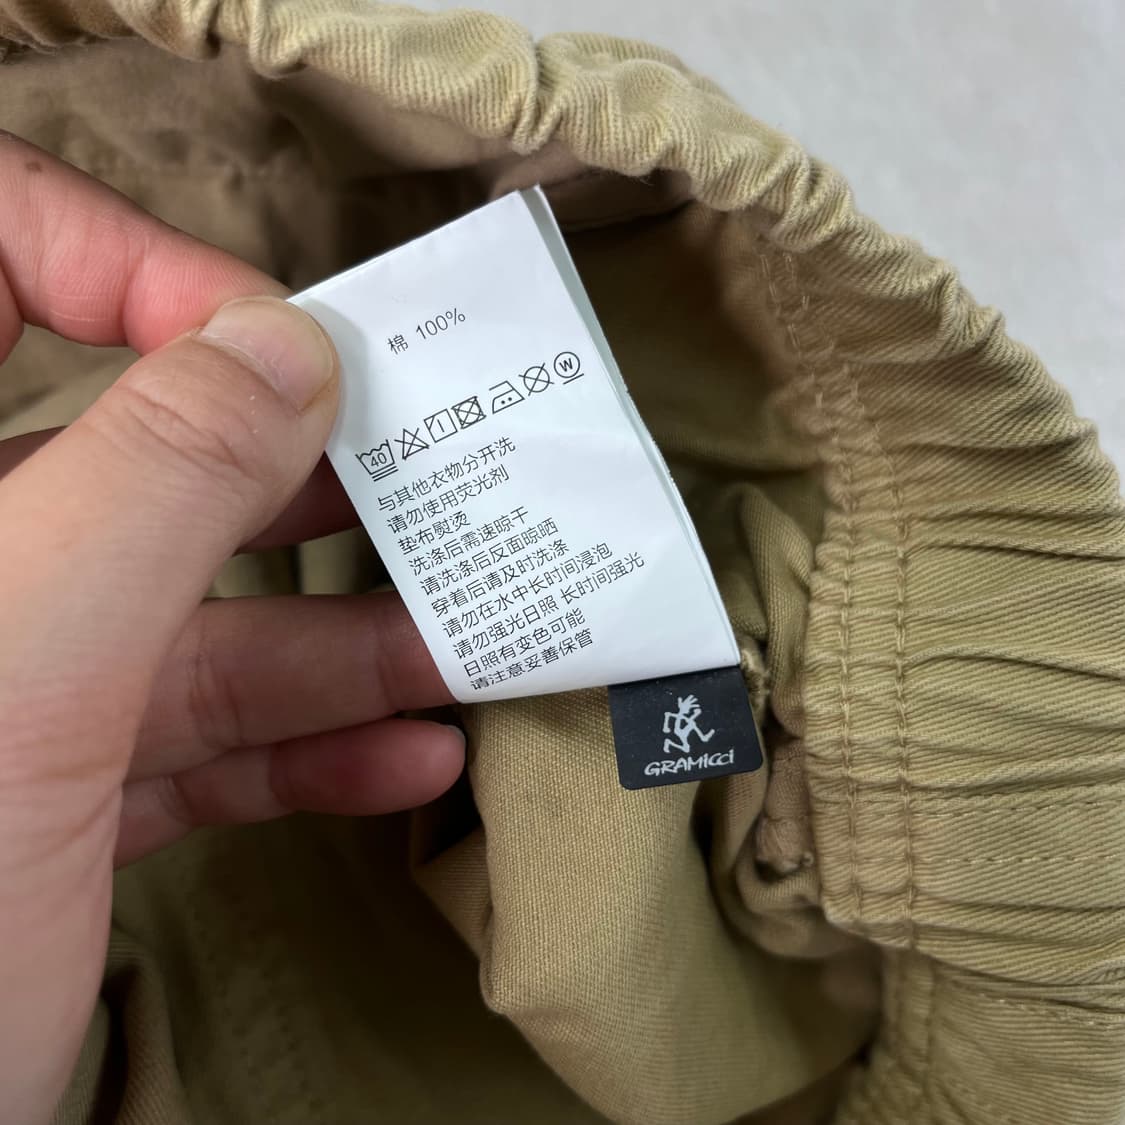 棉 100%
40
W
与其他衣物分开洗
请勿使用荧光剂
垫布熨烫
洗涤后需速晾干
请洗涤后反面晾晒
穿着后请及时洗涤
请勿在水中长时间浸泡
请勿强光日照 长时间强光
日照有变色可能
请注意妥善保管
GRAMiCCi